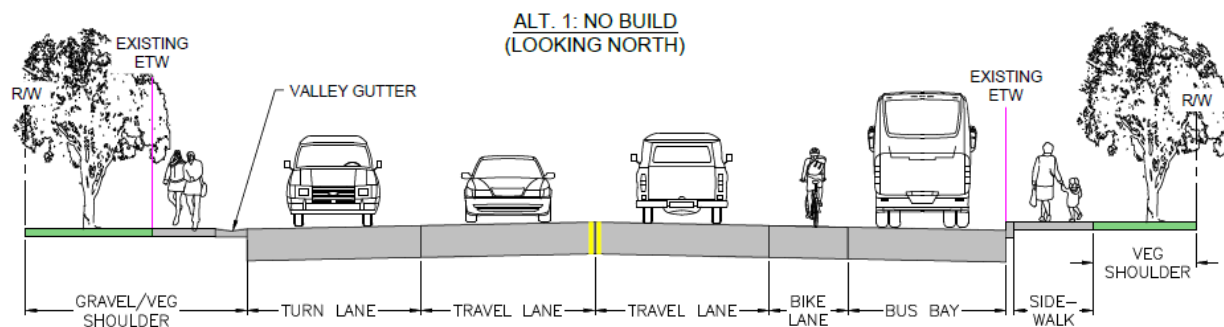 ALT. 1: NO BUILD
(LOOKING NORTH)
EXISTING
ETW
R/W
VALLEY GUTTER
EXISTING
ETW
R/W
GRAVEL/VEG
SHOULDER
TURN LANE
TRAVEL LANE
TRAVEL LANE
BIKE
LANE
BUS BAY
SIDE-
WALK
VEG
SHOULDER